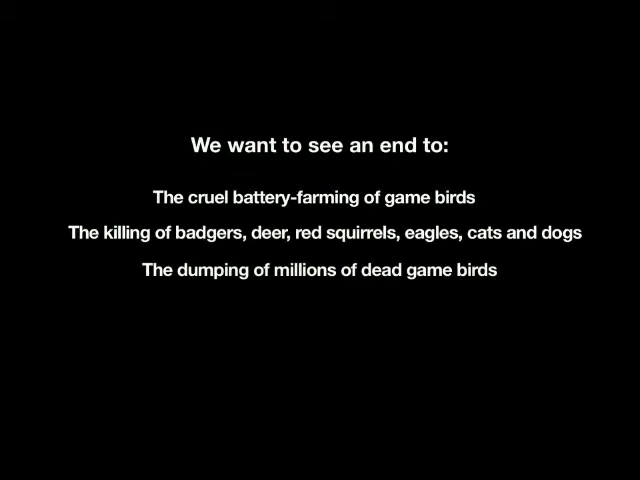 We want to see an end to:
The cruel battery-farming of game birds
The killing of badgers, deer, red squirrels, eagles, cats and dogs
The dumping of millions of dead game birds